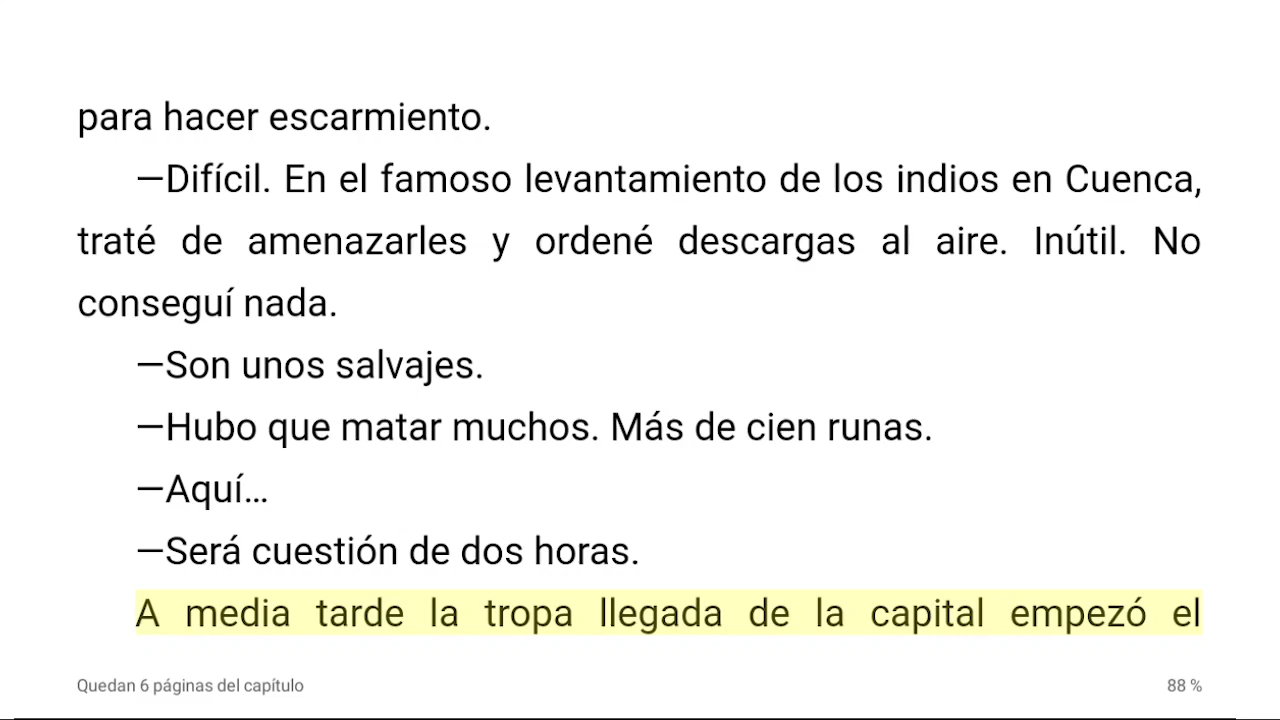 para hacer escarmiento.
—Difícil. En el famoso levantamiento de los indios en Cuenca,
traté de amenazarles y ordené descargas al aire. Inútil. No
conseguí nada.
—Son unos salvajes.
—Hubo que matar muchos. Más de cien runas.
—Aquí…
—Será cuestión de dos horas.
A media tarde la tropa llegada de la capital empezó el
Quedan 6 páginas del capítulo
88 %